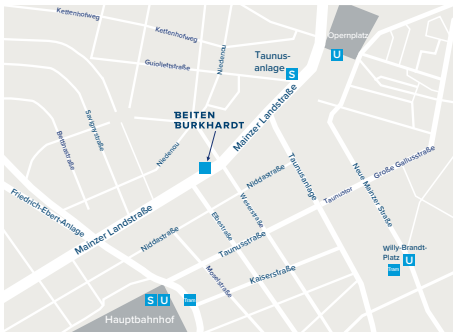 Kettenhofweg
Kettenhofweg
Opernplatz
Guiollettstraße
Niedenau
Taunus-
anlage
S
U
Savignystraße
Bettinastraße
BEITEN
BURKHARDT
Mainzer Landstraße
Niedenau
Niddastraße
Taunusanlage
Große Gallusstraße
Taunustor
Neue Mainzer Straße
Friedrich-Ebert-Anlage
Mainzer Landstraße
Weserstraße
Elbestraße
Niddastraße
Taunusstraße
Willy-Brandt-
Platz
U
Tram
Moselstraße
Kaiserstraße
S U
Tram
Hauptbahnhof